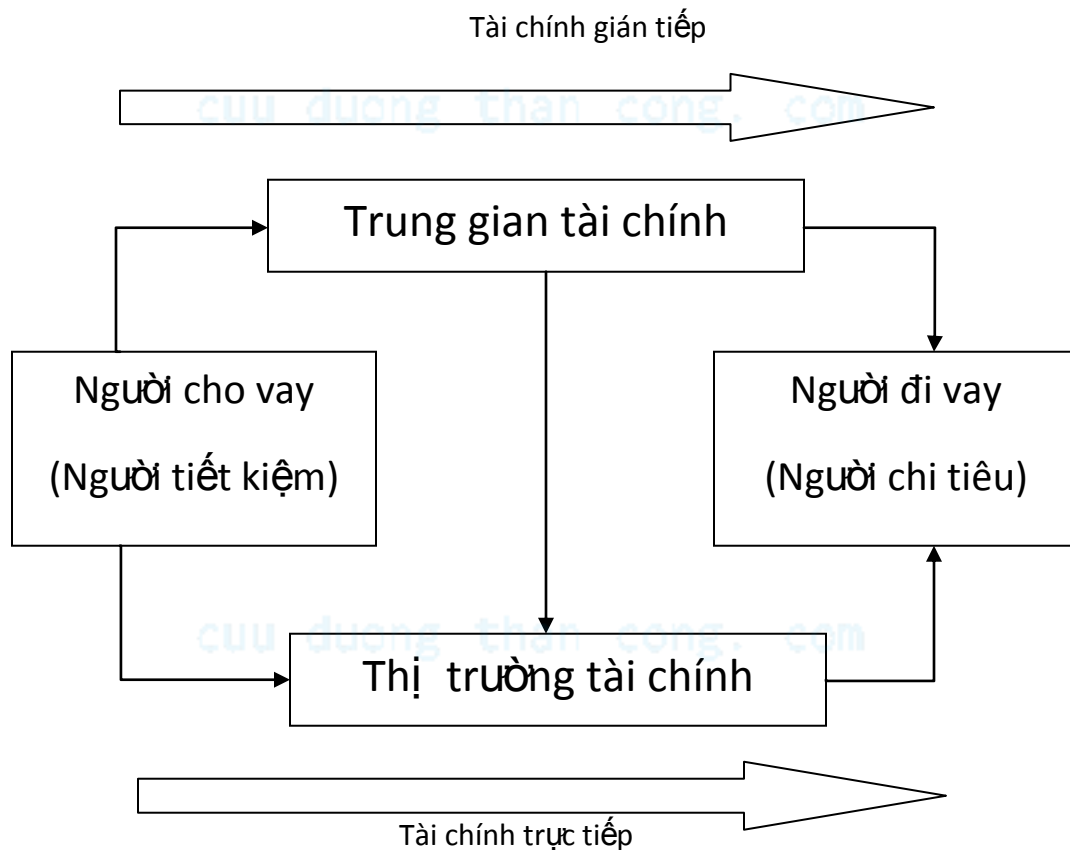 Tài chính gián tiếp
cuu duong than cong. com
Trung gian tài chính
Người cho vay
(Người tiết kiệm)
Người đi vay
(Người chi tiêu)
cuu duong than cong. com
Thị trường tài chính
Tài chính trực tiếp